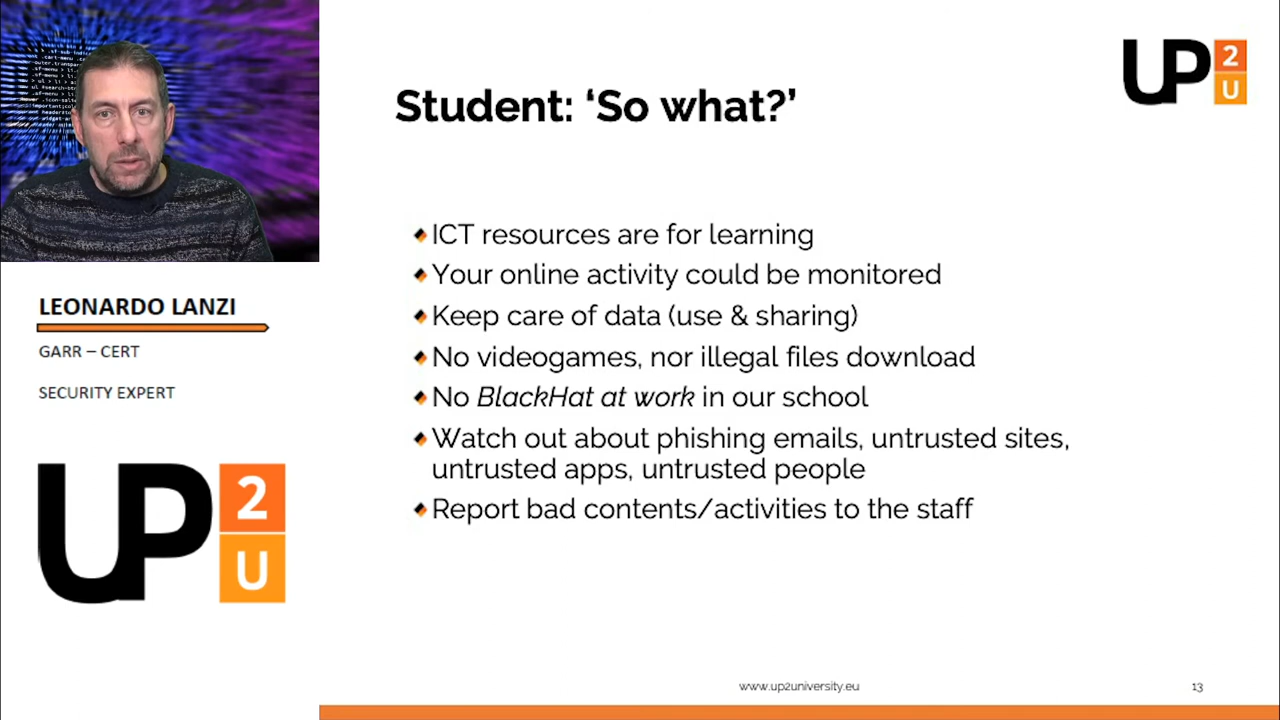 UP
2
U
Student: ‘So what?’
ICT resources are for learning
Your online activity could be monitored
Keep care of data (use & sharing)
No videogames, nor illegal files download
No BlackHat at work in our school
Watch out about phishing emails, untrusted sites,
untrusted apps, untrusted people
Report bad contents/activities to the staff
LEONARDO LANZI
GARR – CERT
SECURITY EXPERT
UP
2
U
www.up2university.eu
13